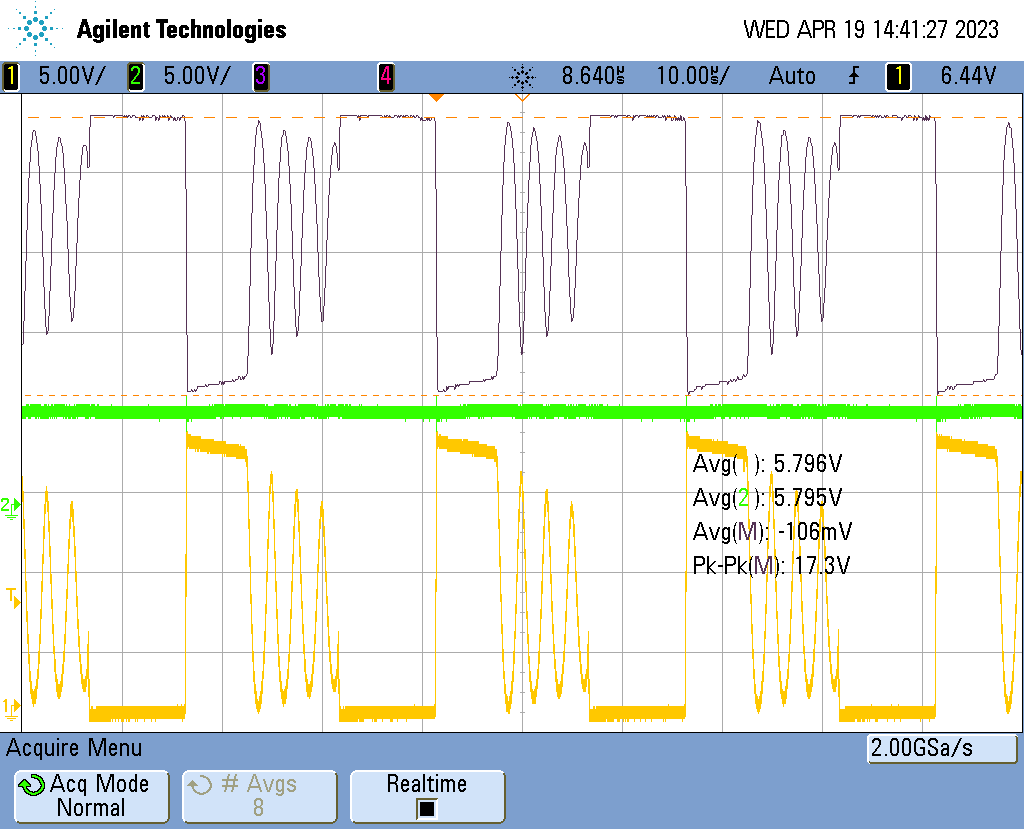 Agilent Technologies
WED APR 19 14:41:27 2023
1 5.00V/ 2 5.00V/ 3 4 8.640µs 10.00µs/ Auto 1 6.44V
Avg(1): 5.796V
Avg(2): 5.795V
Avg(M): -106mV
Pk-Pk(M): 17.3V
2
T
1
Acquire Menu
2.00GSa/s
Acq Mode
Normal
# Avgs
8
Realtime